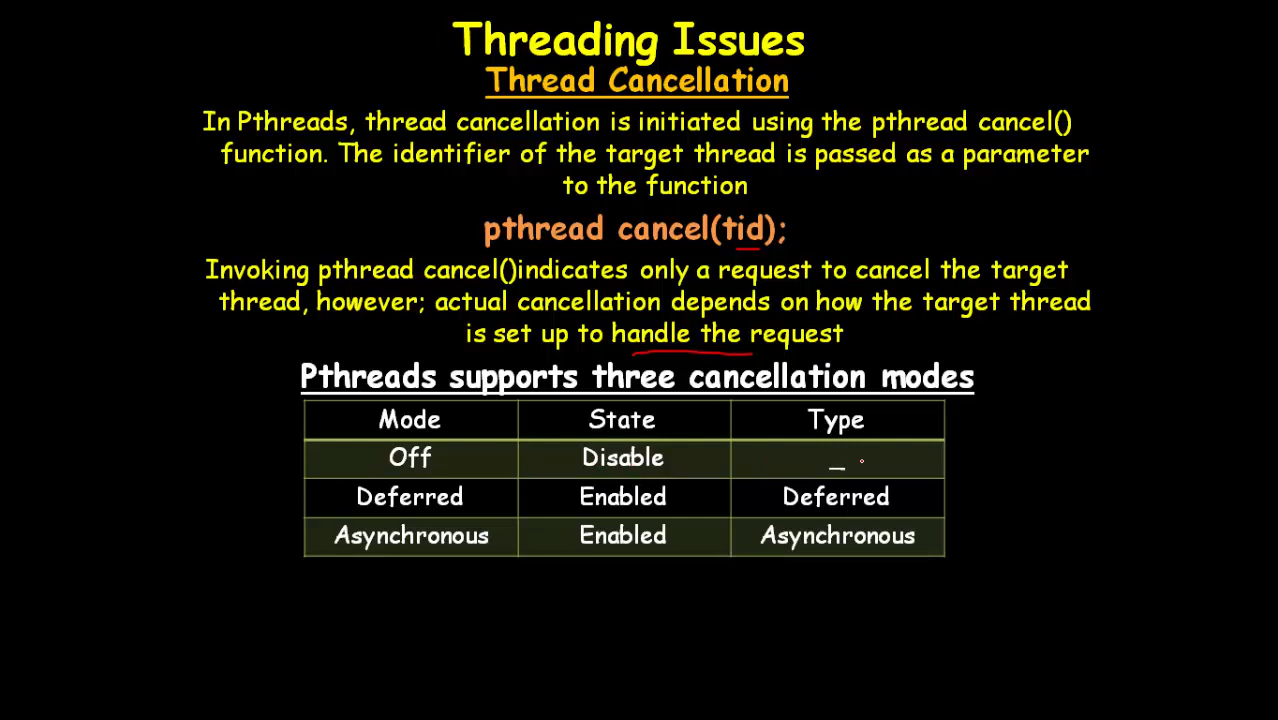 Threading Issues
Thread Cancellation
In Pthreads, thread cancellation is initiated using the pthread cancel()
function. The identifier of the target thread is passed as a parameter
to the function
pthread cancel(tid);
Invoking pthread cancel()indicates only a request to cancel the target
thread, however; actual cancellation depends on how the target thread
is set up to handle the request
Pthreads supports three cancellation modes
Mode State Type
Off Disable _
Deferred Enabled Deferred
Asynchronous Enabled Asynchronous